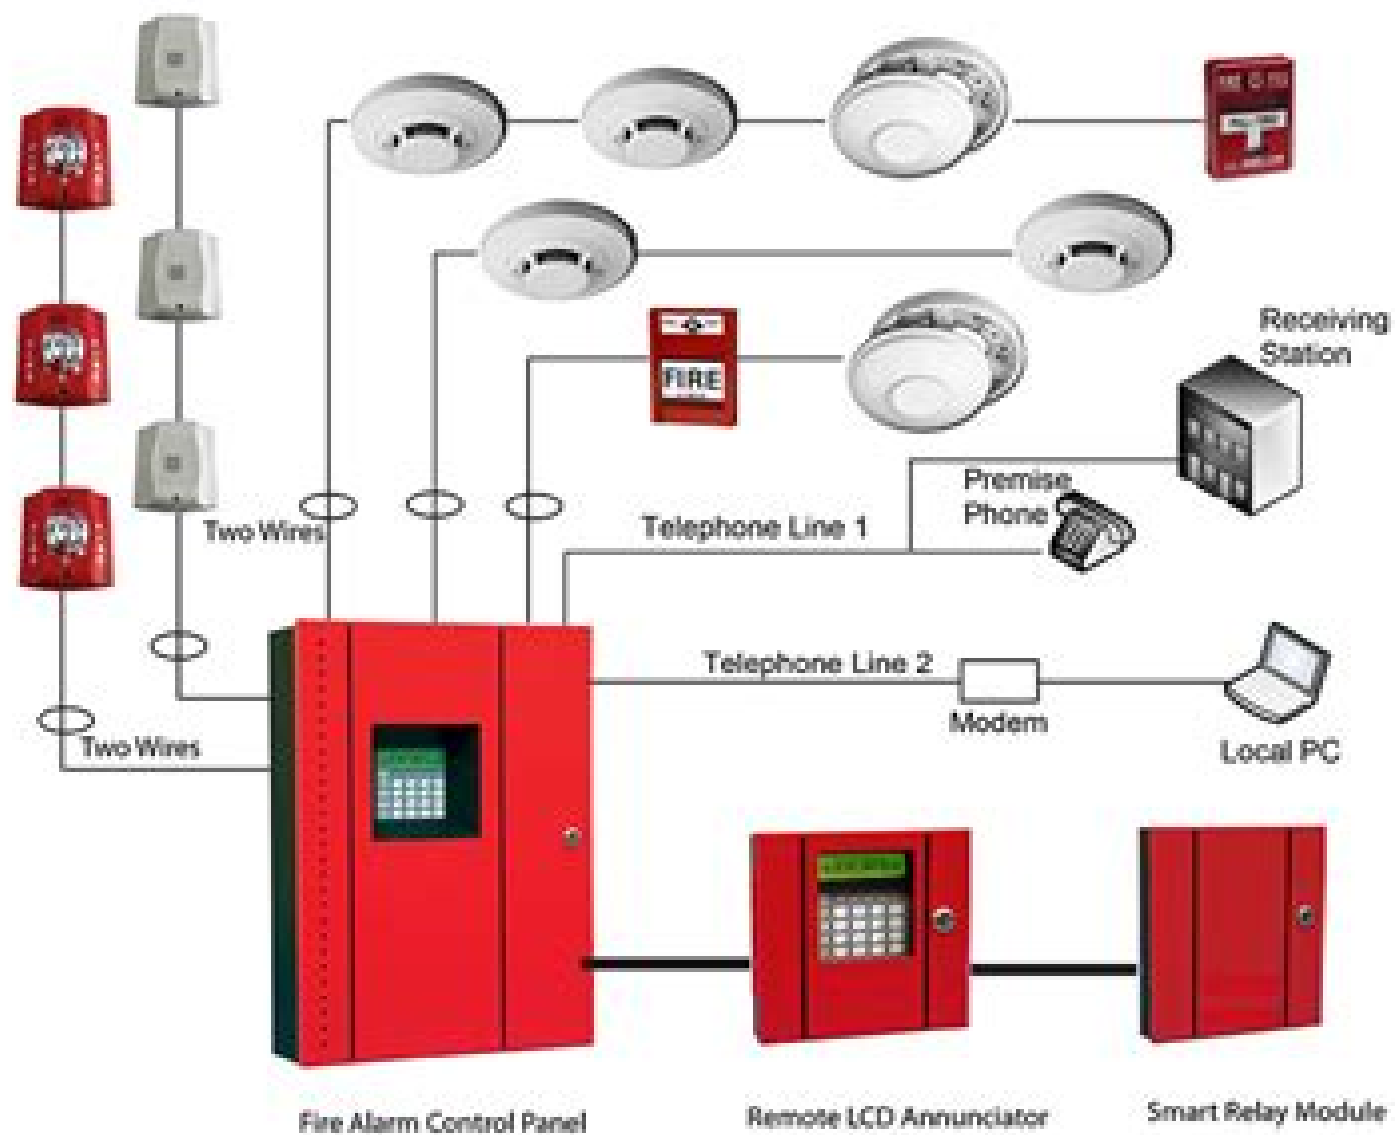 Receiving
Station
FIRE
Premise
Phone
Two Wires
Telephone Line 1
Telephone Line 2
Modem
Two Wires
Local PC
Fire Alarm Control Panel
Remote LCD Annunciator
Smart Relay Module